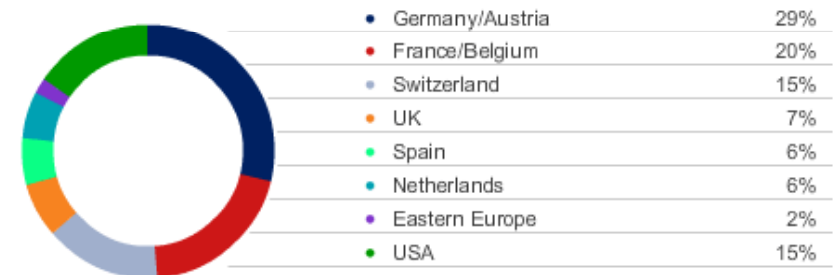 Germany/Austria 29%
France/Belgium 20%
Switzerland 15%
UK 7%
Spain 6%
Netherlands 6%
Eastern Europe 2%
USA 15%